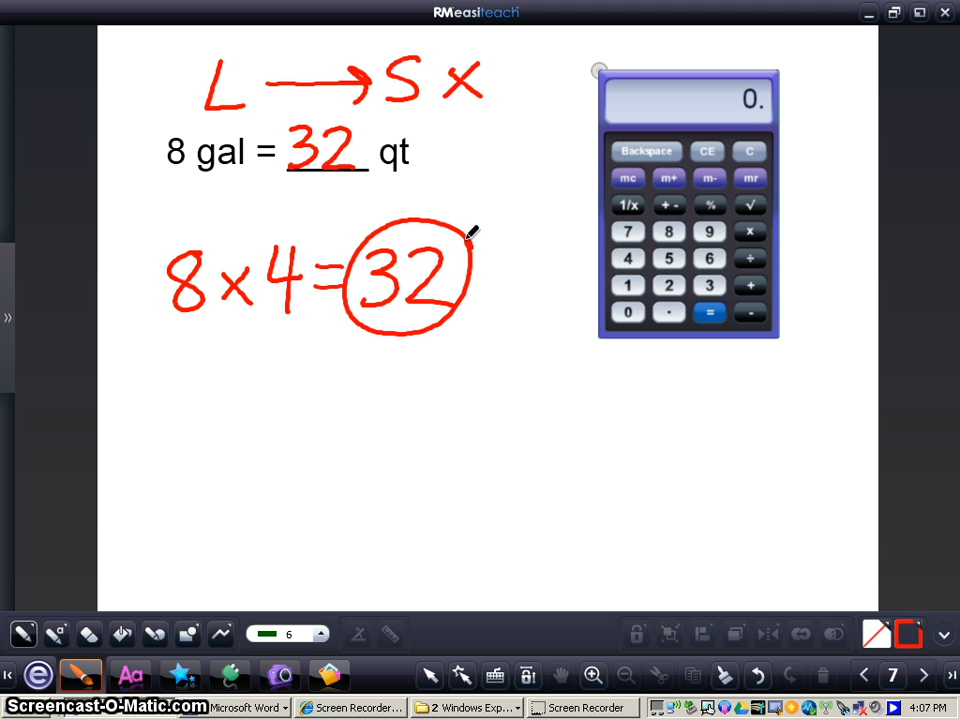 RMeasiteach
L → S x
8 gal = 32 qt
8 x 4 = 32
0.
Backspace CE C
mc m+ m- mr
1/x + - % √
7 8 9 x
4 5 6 ÷
1 2 3 +
0 . = -
»
6
e Aa 7
Screencast-O-Matic.com
Microsoft Word
Screen Recorder...
2 Windows Exp...
Screen Recorder
4:07 PM